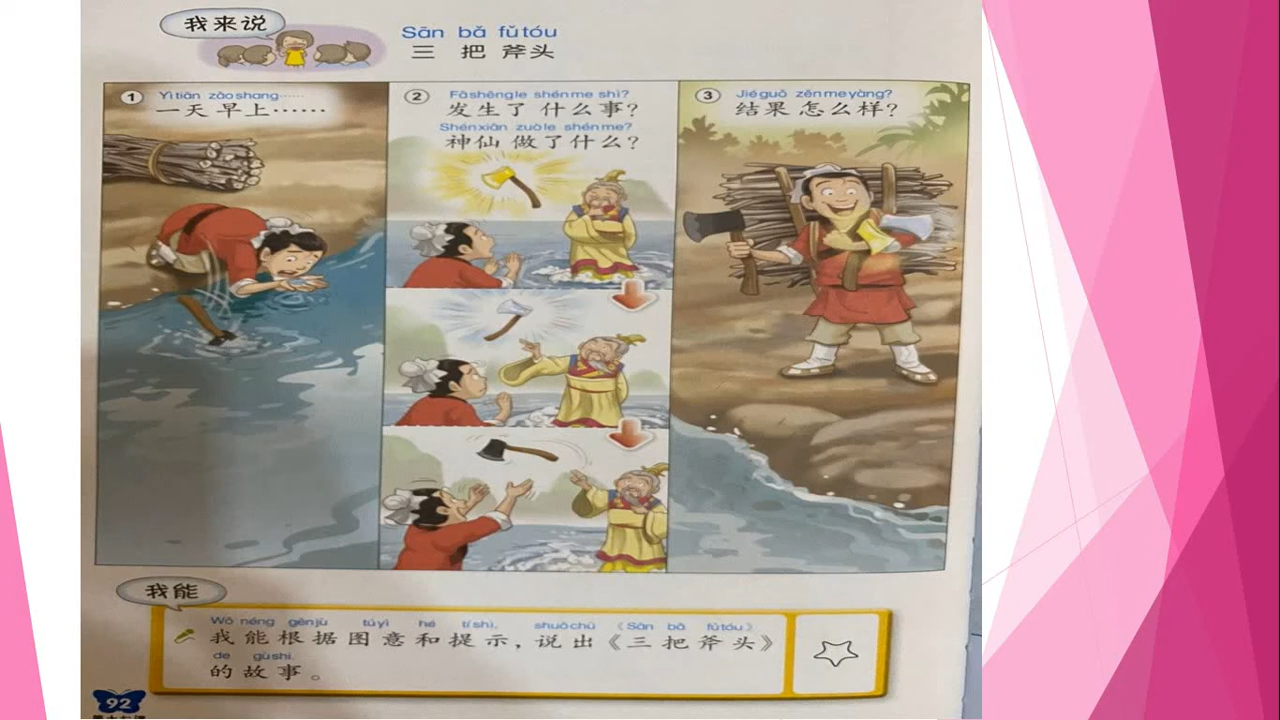 我来说
Sān bǎ fǔtóu
三 把 斧头
1 Yìtiān zǎoshang……
一天 早上……
2 Fāshēngle shénme shì?
发生了 什么事?
Shénxiān zuòle shénme?
神仙 做了什么?
3 Jiéguǒ zěnmeyàng?
结果 怎么样?
我能
Wǒ néng gēnjù túyì hé tíshì, shuōchū 《Sān bǎ fǔtóu》
我能根据图意和提示,说出《三把斧头》
de gùshi.
的故事。
92